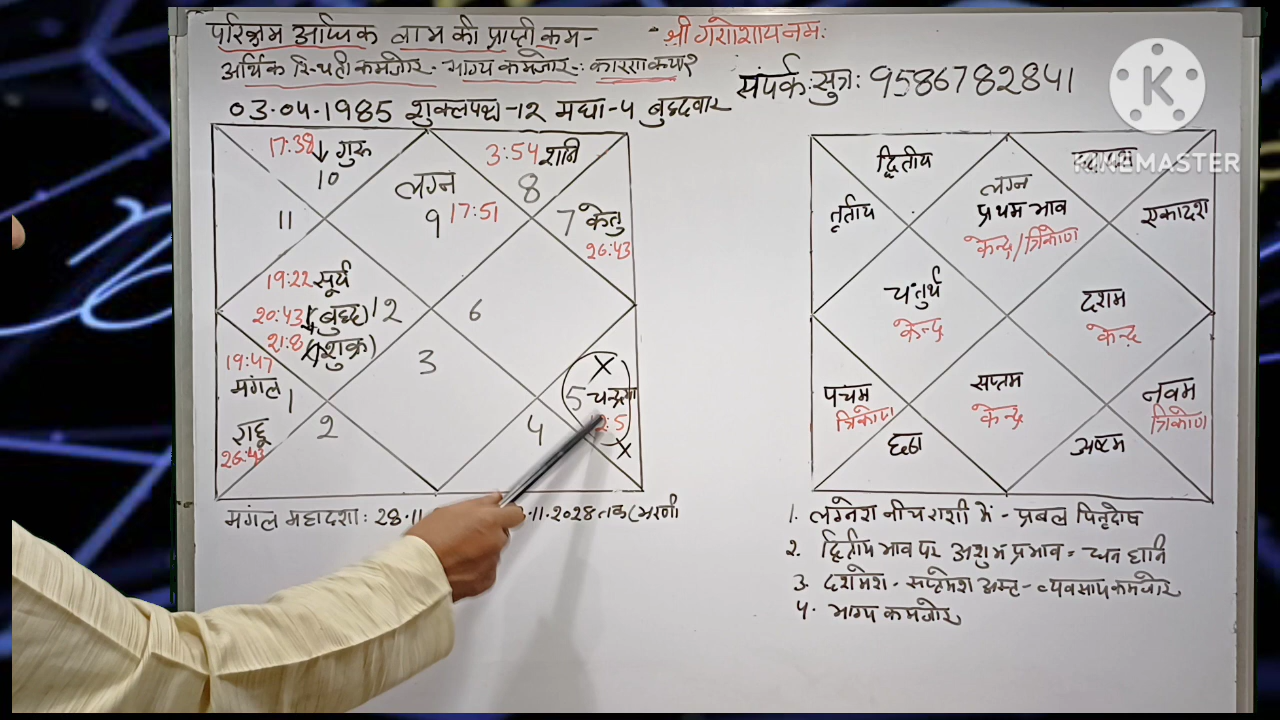 परिश्रम अधिक लाभ की प्राप्ती कम- - श्री गणेशाय नमः
आर्थिक स्थिती कमजोर- भाग्य कमजोर-: कारण क्या?
संपर्क:सुत्र: 9586782841
03.04.1985 शुक्लपक्ष-12 मघा-4 बुद्धवार
K
KINEMASTER
17:38 ↓ गुरु
10
11
लग्न
9 17:51
3:54 शनि
8
7 केतु
26:43
19:22 सूर्य
20:43 ↓(बुद्ध) 12
21:8 (शुक्र)
6
3
19:47
मंगल 1
राहू
26:43
2
4
X
5 चन्द्रमा
2:5
X
मंगल महादशा: 28.11 .11.2028 तक (भरणी
द्वितीय
तृतीय
लग्न
प्रथम भाव
केन्द्र/त्रिकोण
एकादश
चंतुर्थ
केन्द्र
दशम
केन्द्र
पचम
त्रिकोण
सप्तम
केन्द्र
नवम
त्रिकोण
छठा
अष्टम
1. लग्नेश नीच राशी में - प्रबल पितृदोष
2. द्वितीय भाव पर अशुभ प्रभाव - धन हानि
3. दशमेश - सप्तमेश अस्त - व्यवसाय कमजोर
4. भाग्य कमजोर